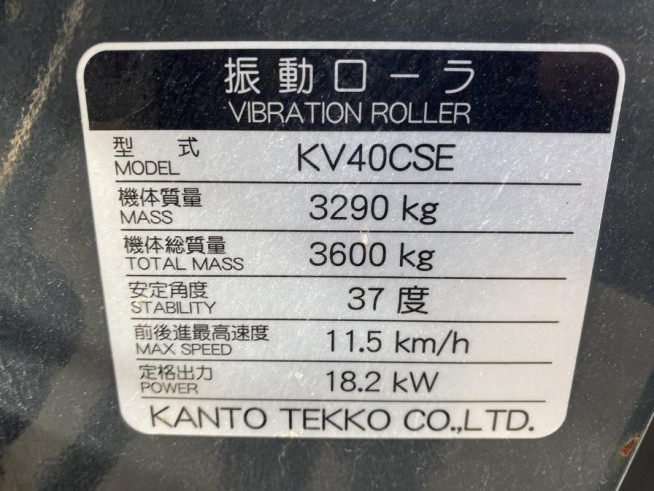 振動ローラ
VIBRATION ROLLER
型 式
MODEL
KV40CSE
機体質量
MASS
3290 kg
機体総質量
TOTAL MASS
3600 kg
安定角度
STABILITY
37 度
前後進最高速度
MAX SPEED
11.5 km/h
定格出力
POWER
18.2 kW
KANTO TEKKO CO.,LTD.